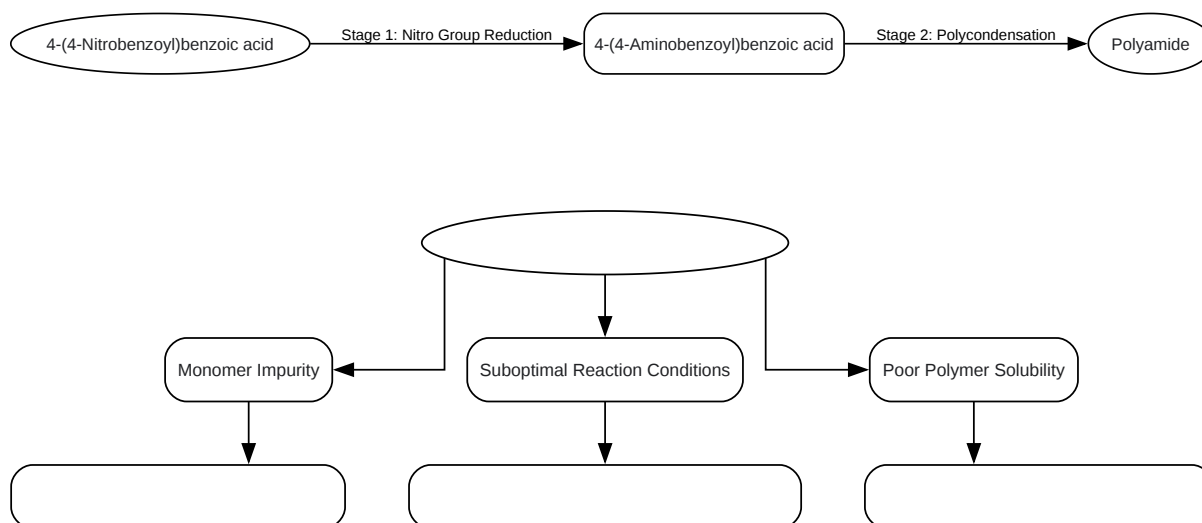 4-(4-Nitrobenzoyl)benzoic acid
Stage 1: Nitro Group Reduction
4-(4-Aminobenzoyl)benzoic acid
Stage 2: Polycondensation
Polyamide
Monomer Impurity
Suboptimal Reaction Conditions
Poor Polymer Solubility